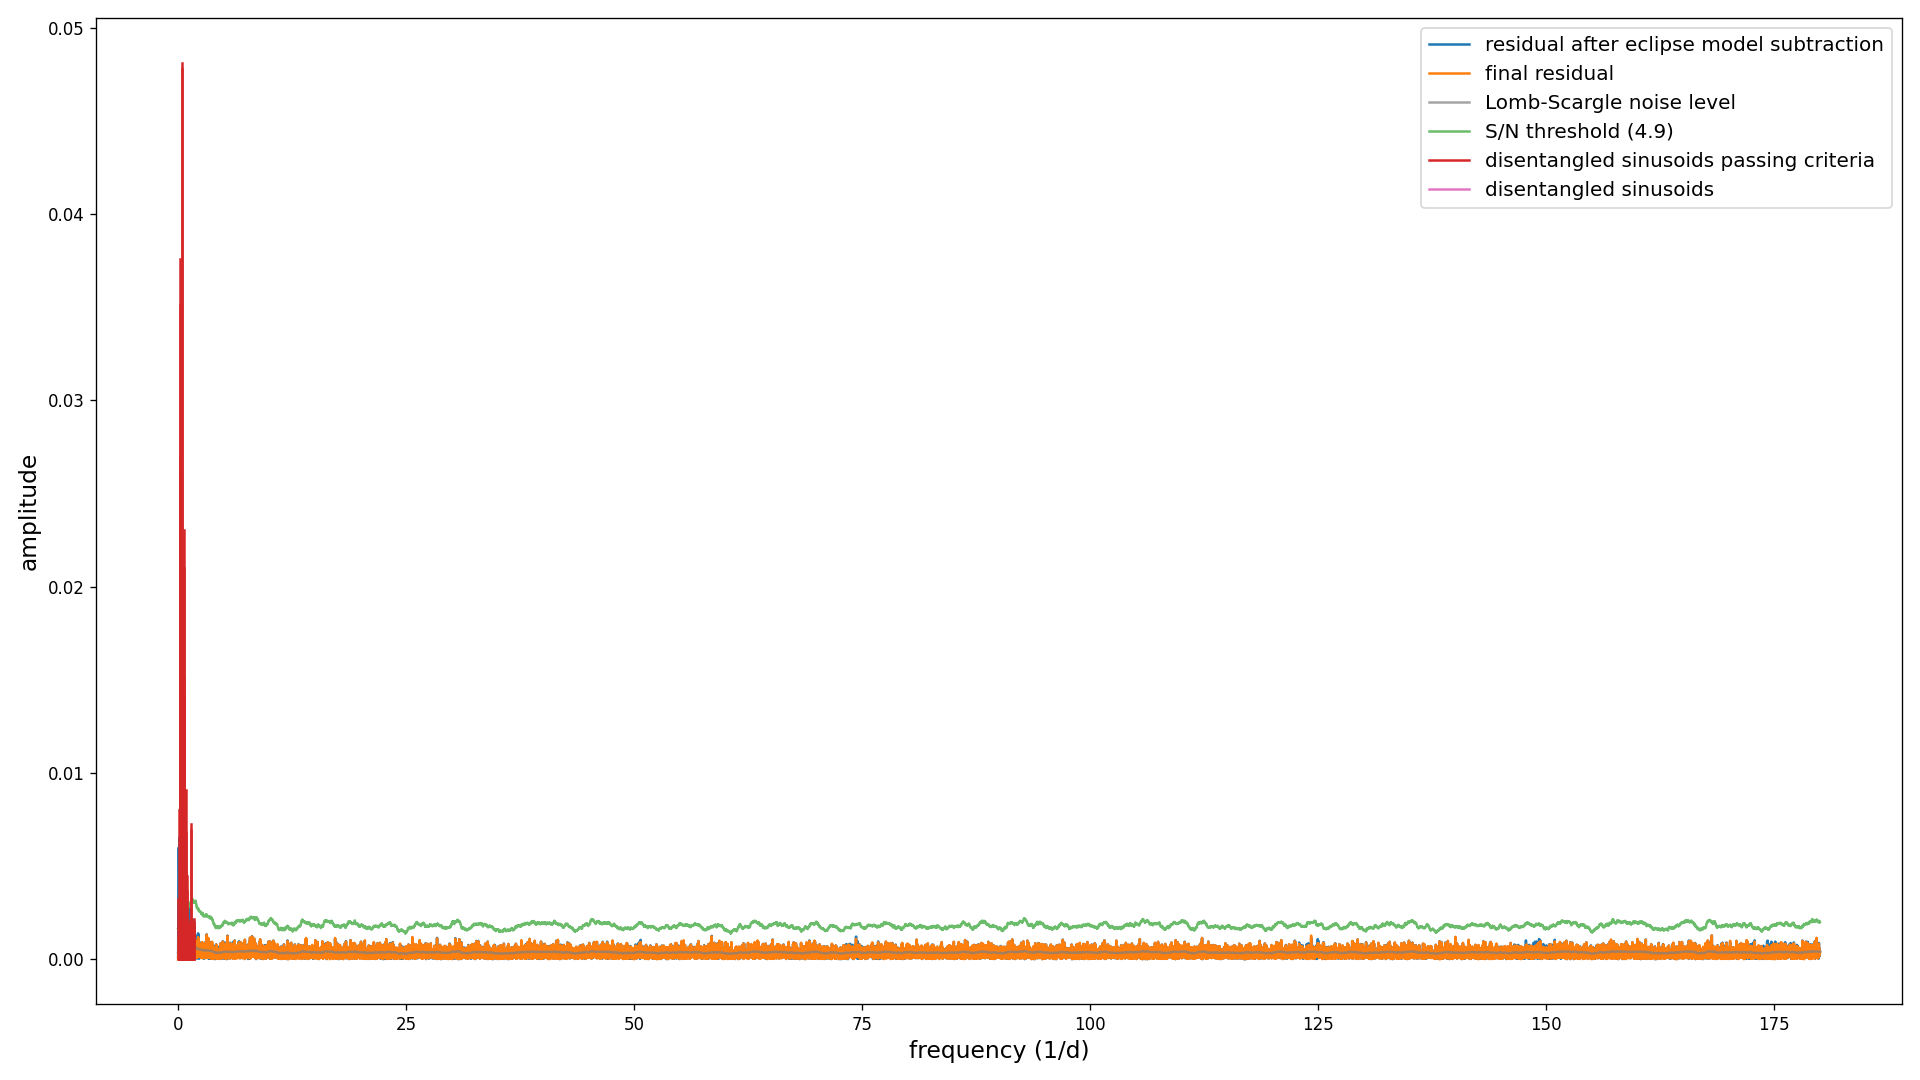 0.05
0.04
0.03
0.02
0.01
0.00
amplitude
0
25
50
75
100
125
150
175
frequency (1/d)
residual after eclipse model subtraction
final residual
Lomb-Scargle noise level
S/N threshold (4.9)
disentangled sinusoids passing criteria
disentangled sinusoids